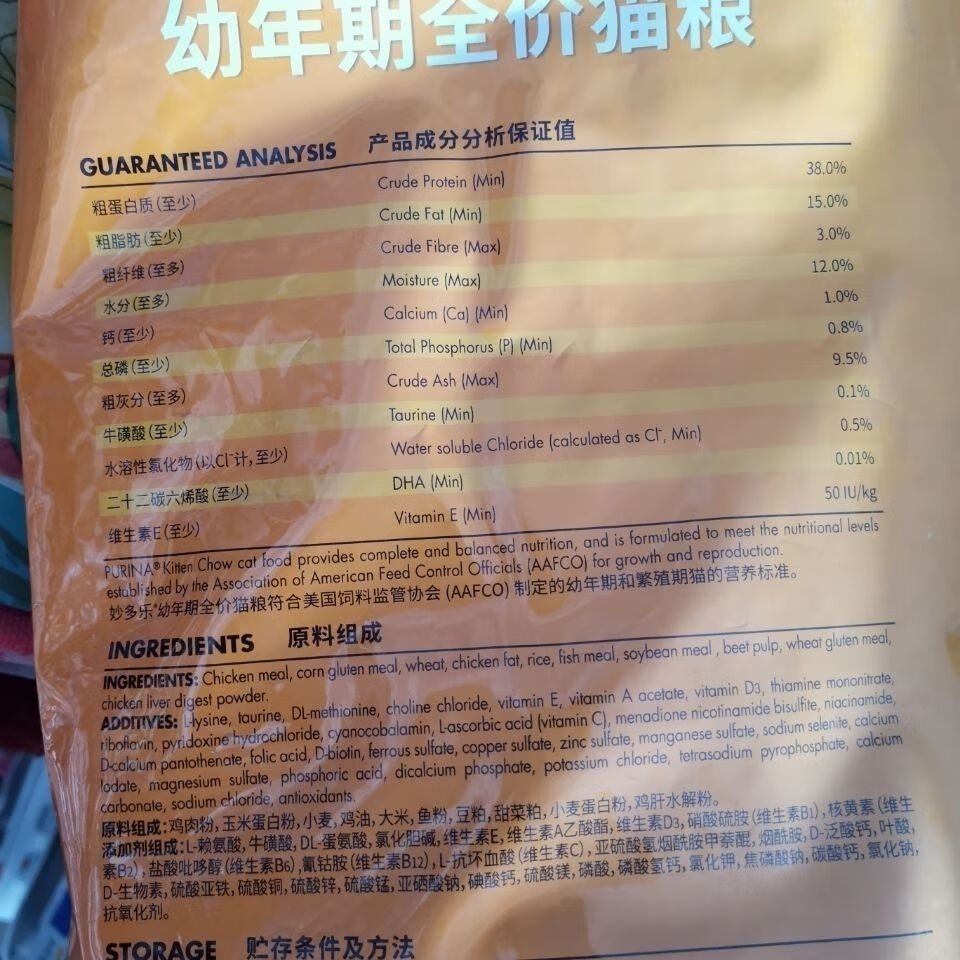 幼年期全价猫粮
GUARANTEED ANALYSIS 产品成分分析保证值
粗蛋白质(至少) Crude Protein (Min) 38.0%
粗脂肪(至少) Crude Fat (Min) 15.0%
粗纤维(至多) Crude Fibre (Max) 3.0%
水分(至多) Moisture (Max) 12.0%
钙(至少) Calcium (Ca) (Min) 1.0%
总磷(至少) Total Phosphorus (P) (Min) 0.8%
粗灰分(至多) Crude Ash (Max) 9.5%
牛磺酸(至少) Taurine (Min) 0.1%
水溶性氯化物(以Cl⁻计,至少) Water soluble Chloride (calculated as Cl⁻, Min) 0.5%
二十二碳六烯酸(至少) DHA (Min) 0.01%
维生素E(至少) Vitamin E (Min) 50 IU/kg
PURINA® Kitten Chow cat food provides complete and balanced nutrition, and is formulated to meet the nutritional levels
established by the Association of American Feed Control Officials (AAFCO) for growth and reproduction.
妙多乐®幼年期全价猫粮符合美国饲料监管协会 (AAFCO) 制定的幼年期和繁殖期猫的营养标准。
INGREDIENTS 原料组成
INGREDIENTS: Chicken meal, corn gluten meal, wheat, chicken fat, rice, fish meal, soybean meal , beet pulp, wheat gluten meal,
chicken liver digest powder.
ADDITIVES: L-lysine, taurine, DL-methionine, choline chloride, vitamin E, vitamin A acetate, vitamin D3, thiamine mononitrate,
riboflavin, pyridoxine hydrochloride, cyanocobalamin, L-ascorbic acid (vitamin C), menadione nicotinamide bisulfite, niacinamide,
D-calcium pantothenate, folic acid, D-biotin, ferrous sulfate, copper sulfate, zinc sulfate, manganese sulfate, sodium selenite, calcium
Iodate, magnesium sulfate, phosphoric acid, dicalcium phosphate, potassium chloride, tetrasodium pyrophosphate, calcium
carbonate, sodium chloride, antioxidants.
原料组成:鸡肉粉,玉米蛋白粉,小麦,鸡油,大米,鱼粉,豆粕,甜菜粕,小麦蛋白粉,鸡肝水解粉。
添加剂组成:L-赖氨酸,牛磺酸,DL-蛋氨酸,氯化胆碱,维生素E,维生素A乙酸酯,维生素D3,硝酸硫胺(维生素B1),核黄素(维生
素B2),盐酸吡哆醇(维生素B6),氰钴胺(维生素B12),L-抗坏血酸(维生素C),亚硫酸氢烟酰胺甲萘醌,烟酰胺,D-泛酸钙,叶酸,
D-生物素,硫酸亚铁,硫酸铜,硫酸锌,硫酸锰,亚硒酸钠,碘酸钙,硫酸镁,磷酸,磷酸氢钙,氯化钾,焦磷酸钠,碳酸钙,氯化钠,
抗氧化剂。
STORAGE 贮存条件及方法